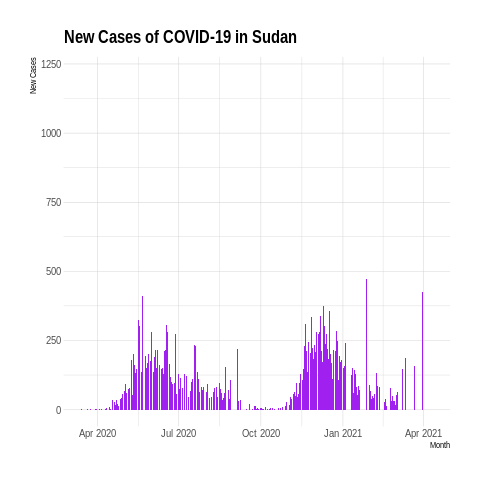 New Cases of COVID-19 in Sudan
New Cases
1250
1000
750
500
250
0
Apr 2020
Jul 2020
Oct 2020
Jan 2021
Apr 2021
Month